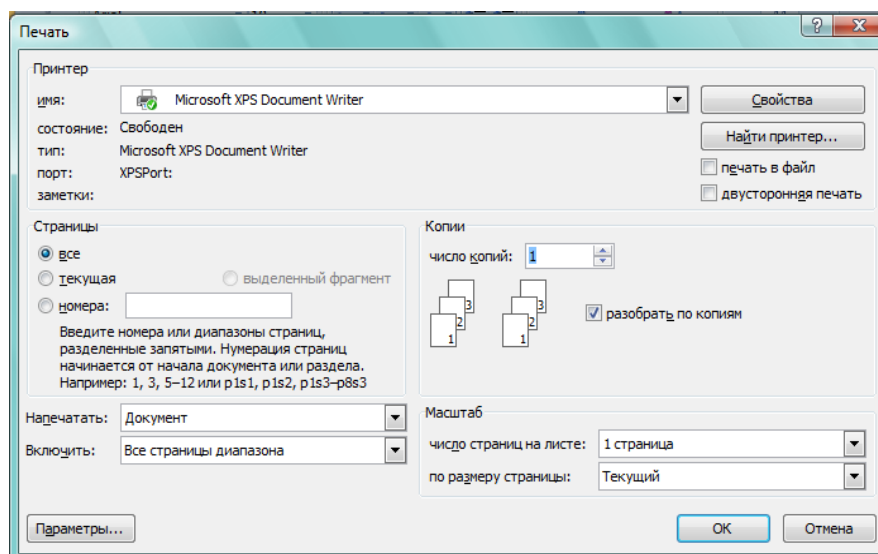 Печать
Принтер
имя: Microsoft XPS Document Writer
Свойства
состояние: Свободен
Найти принтер...
тип: Microsoft XPS Document Writer
порт: XPSPort:
печать в файл
заметки:
двусторонняя печать
Страницы
все
текущая
выделенный фрагмент
номера:
Введите номера или диапазоны страниц,
разделенные запятыми. Нумерация страниц
начинается от начала документа или раздела.
Например: 1, 3, 5–12 или p1s1, p1s2, p1s3–p8s3
Копии
число копий: 1
3 3
2 2
1 1
разобрать по копиям
Напечатать: Документ
Включить: Все страницы диапазона
Масштаб
число страниц на листе: 1 страница
по размеру страницы: Текущий
Параметры...
ОК
Отмена